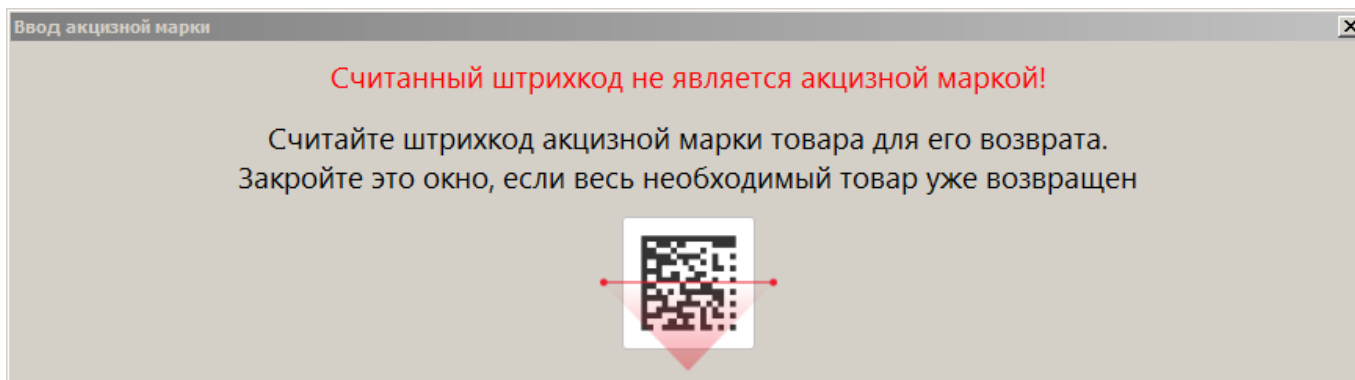 Ввод акцизной марки
Считанный штрихкод не является акцизной маркой!
Считайте штрихкод акцизной марки товара для его возврата.
Закройте это окно, если весь необходимый товар уже возвращен